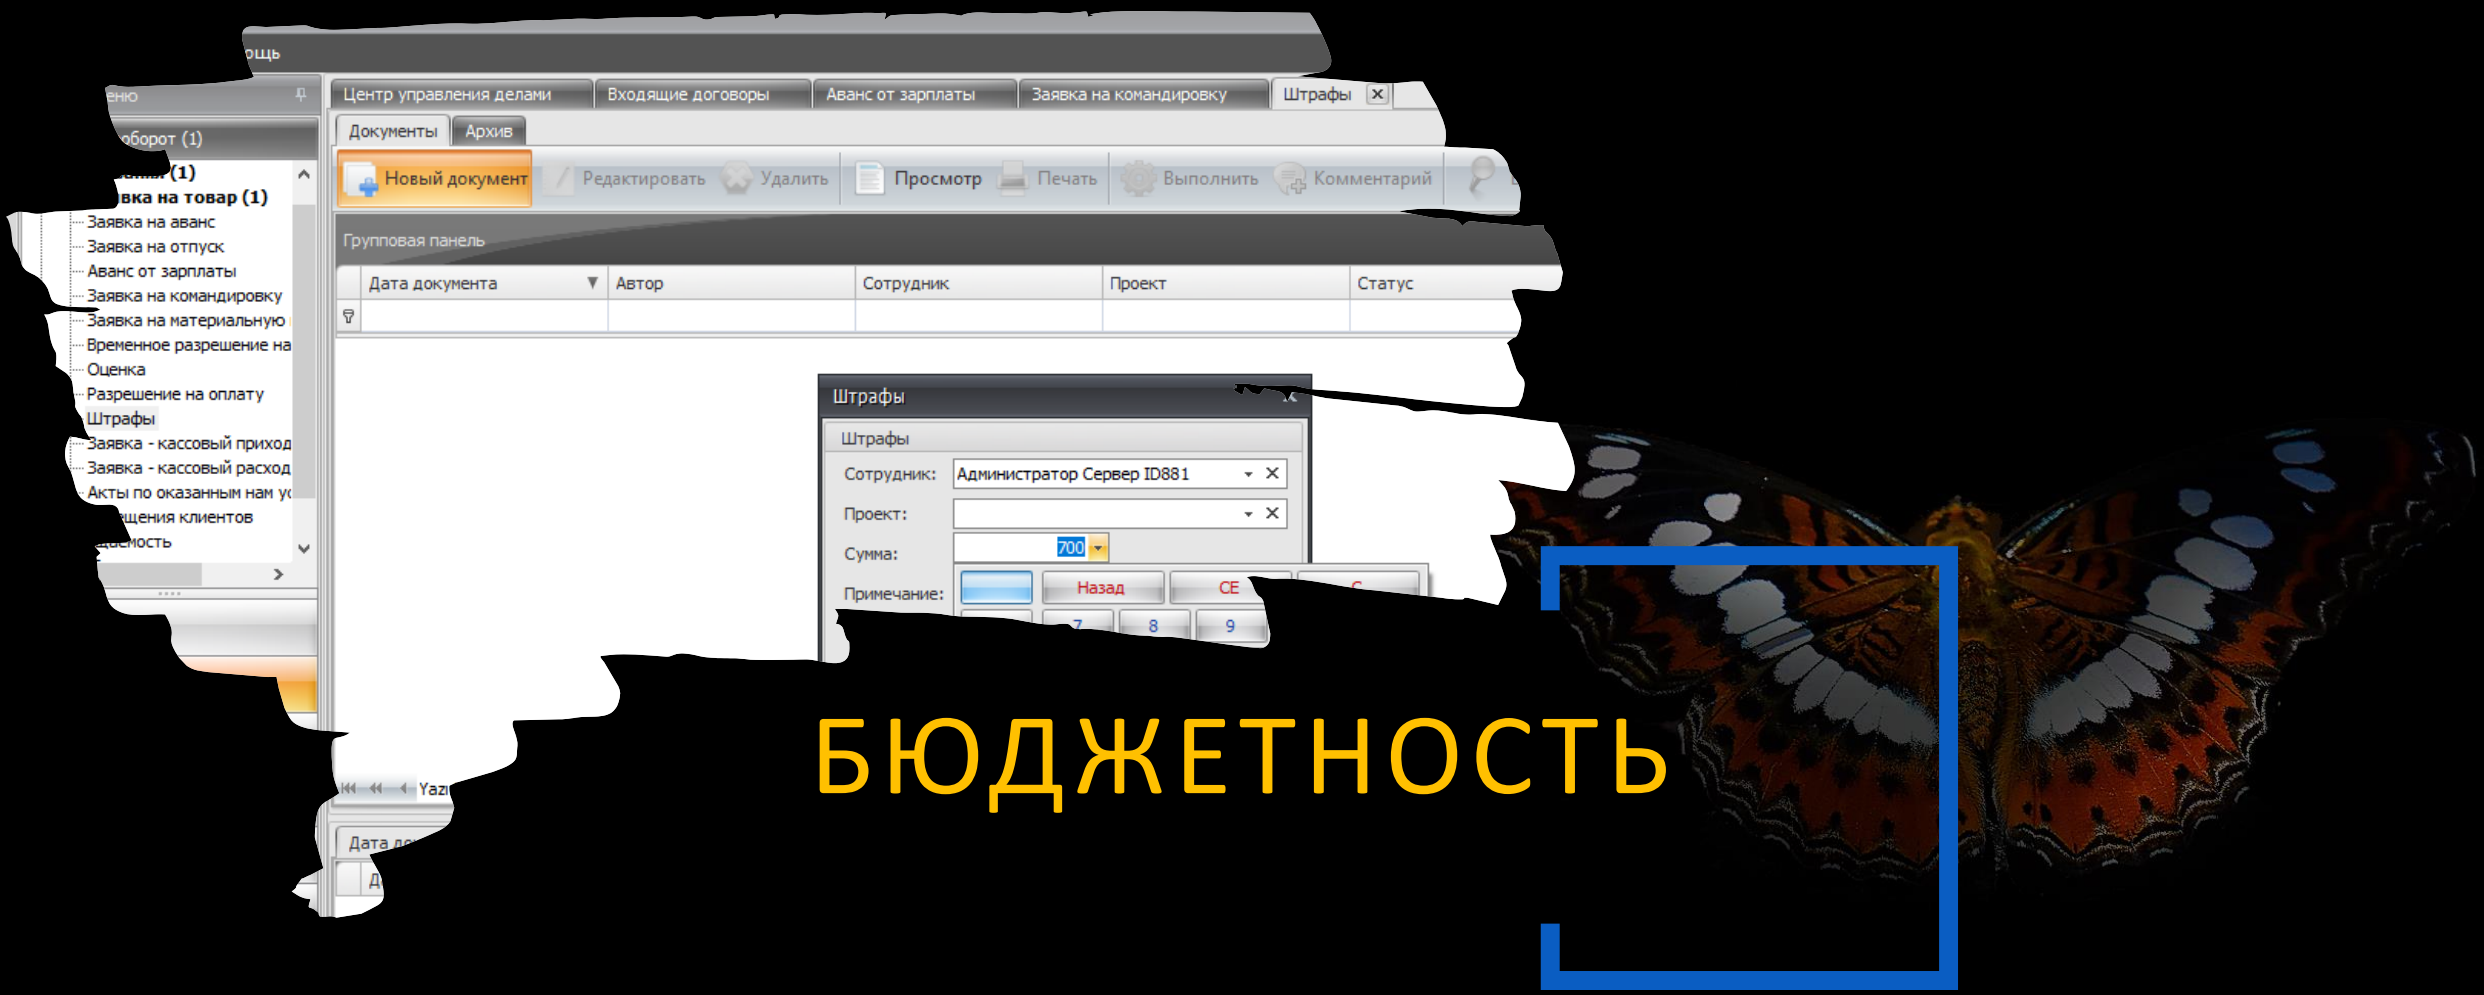 ощь
еню
Центр управления делами
Входящие договоры
Аванс от зарплаты
Заявка на командировку
Штрафы
оборот (1)
Документы
Архив
(1)
вка на товар (1)
Заявка на аванс
Заявка на отпуск
Аванс от зарплаты
Заявка на командировку
Заявка на материальную
Временное разрешение на
Оценка
Разрешение на оплату
Штрафы
Заявка - кассовый приход
Заявка - кассовый расход
Акты по оказанным нам ус
ещения клиентов
Новый документ
Редактировать
Удалить
Просмотр
Печать
Выполнить
Комментарий
Групповая панель
Дата документа
Автор
Сотрудник
Проект
Статус
Штрафы
Штрафы
Сотрудник: Администратор Сервер ID881
Проект:
Сумма: 700
Примечание:
Назад CE C
7 8 9
Yazı
Дата до
Д
БЮДЖЕТНОСТЬ